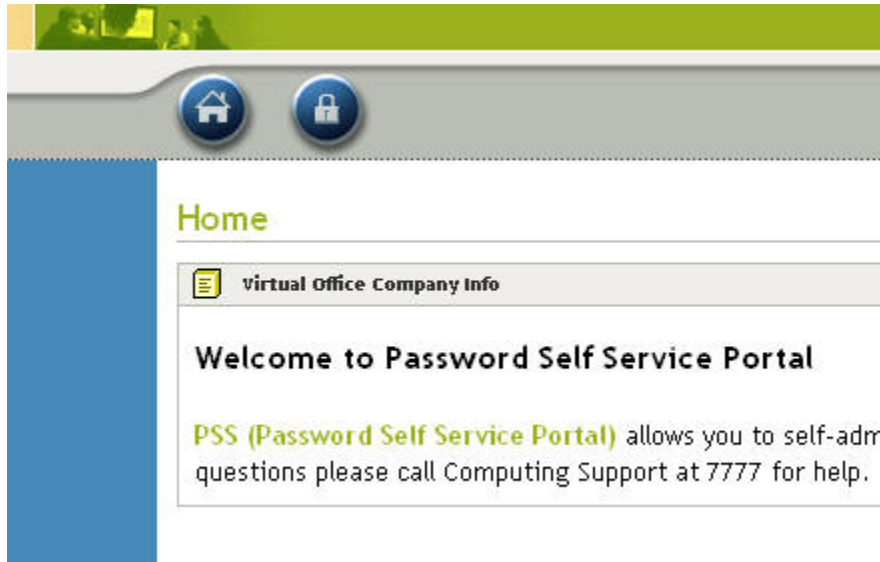 Home
Virtual Office Company Info
Welcome to Password Self Service Portal
PSS (Password Self Service Portal) allows you to self-adm
questions please call Computing Support at 7777 for help.